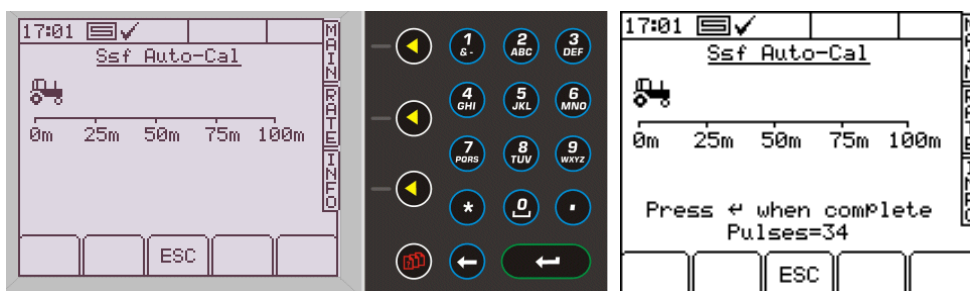 17:01
Ssf Auto-Cal
0m 25m 50m 75m 100m
ESC
MAIN
RATE
INFO
1 &-
2 ABC
3 DEF
4 GHI
5 JKL
6 MNO
7 PQRS
8 TUV
9 WXYZ
*
0
.
17:01
Ssf Auto-Cal
0m 25m 50m 75m 100m
Press ↵ when complete
Pulses=34
ESC